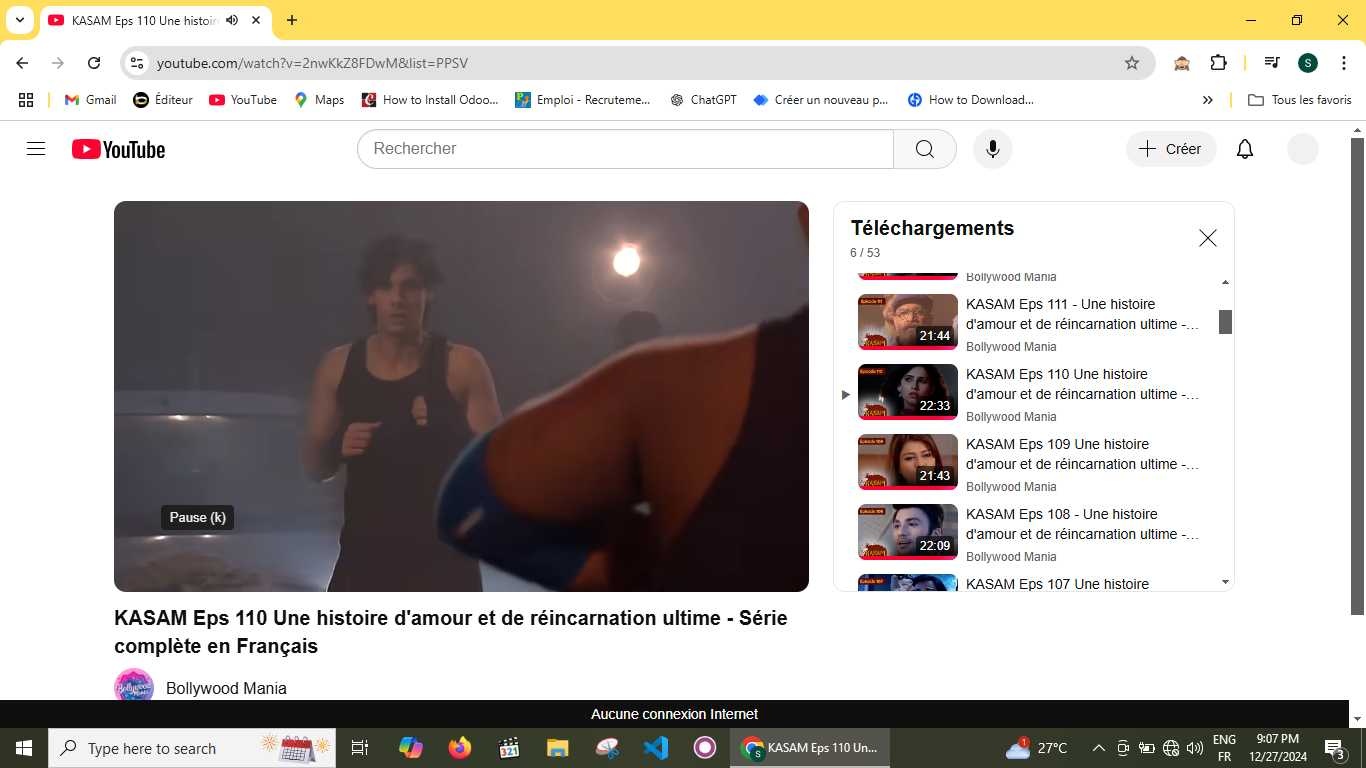 KASAM Eps 110 Une histoir
youtube.com/watch?v=2nwKkZ8FDwM&list=PPSV
S
Gmail
Éditeur
YouTube
Maps
How to Install Odoo...
Emploi - Recruteme...
ChatGPT
Créer un nouveau p...
How to Download...
Tous les favoris
YouTube
Rechercher
Créer
Pause (k)
Téléchargements
6 / 53
Bollywood Mania
21:44
KASAM Eps 111 - Une histoire
d'amour et de réincarnation ultime -...
Bollywood Mania
22:33
KASAM Eps 110 Une histoire
d'amour et de réincarnation ultime -...
Bollywood Mania
21:43
KASAM Eps 109 Une histoire
d'amour et de réincarnation ultime -...
Bollywood Mania
22:09
KASAM Eps 108 - Une histoire
d'amour et de réincarnation ultime -...
Bollywood Mania
KASAM Eps 107 Une histoire
KASAM Eps 110 Une histoire d'amour et de réincarnation ultime - Série
complète en Français
Bollywood Mania
Aucune connexion Internet
Type here to search
KASAM Eps 110 Un...
27°C
ENG
FR
9:07 PM
12/27/2024
3